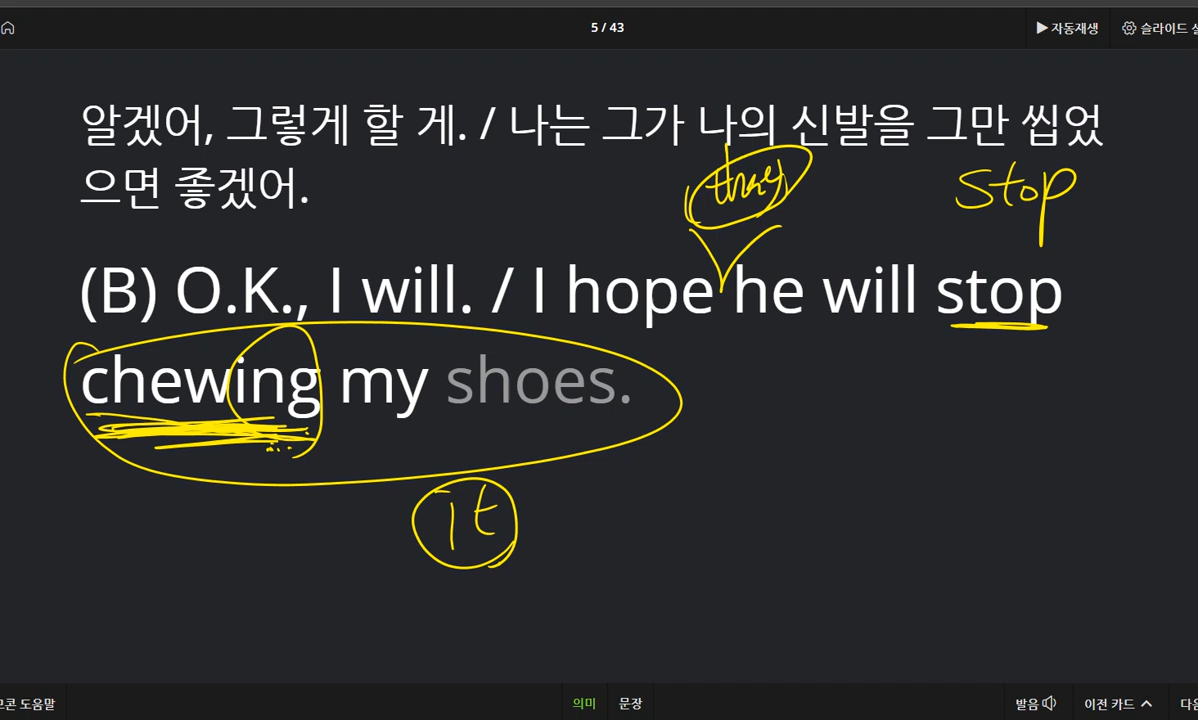 5 / 43
▶ 자동재생
슬라이드
알겠어, 그렇게 할 게. / 나는 그가 나의 신발을 그만 씹었
으면 좋겠어.
that
stop
(B) O.K., I will. / I hope he will stop
chewing my shoes.
it
도움말
의미
문장
발음
이전 카드